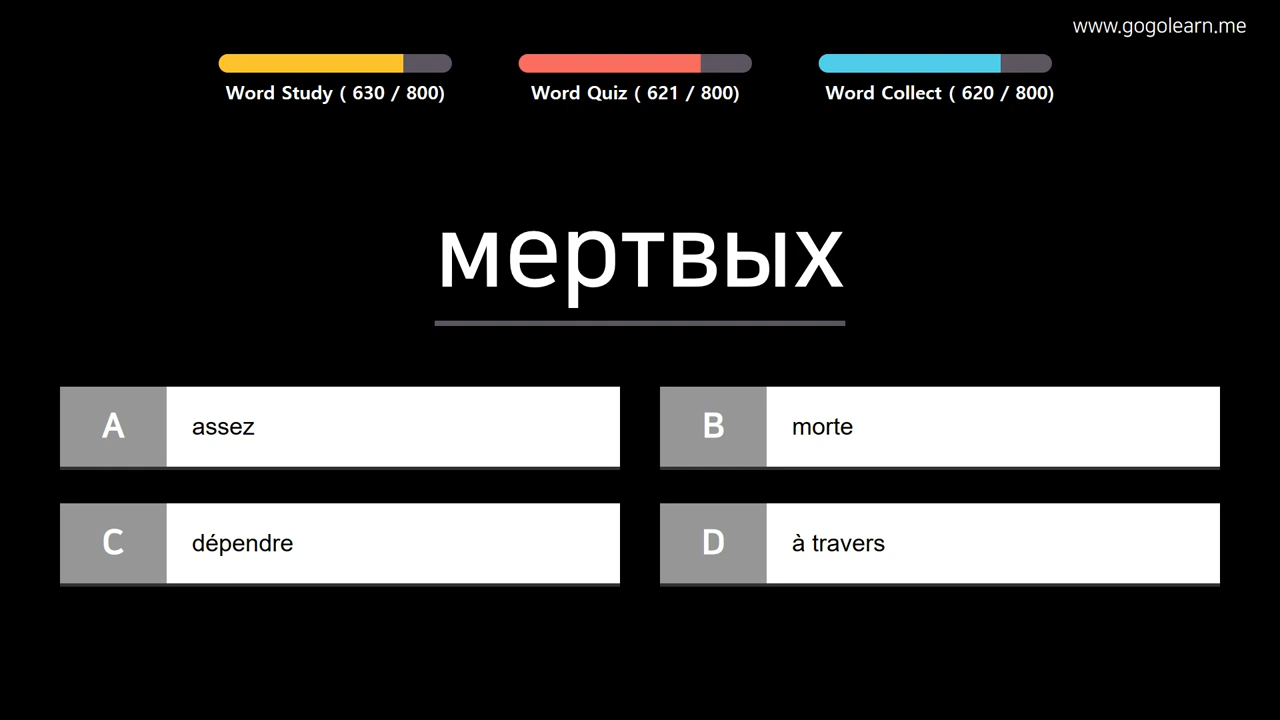 www.gogolearn.me
Word Study ( 630 / 800)
Word Quiz ( 621 / 800)
Word Collect ( 620 / 800)
мертвых
A assez
B morte
C dépendre
D à travers